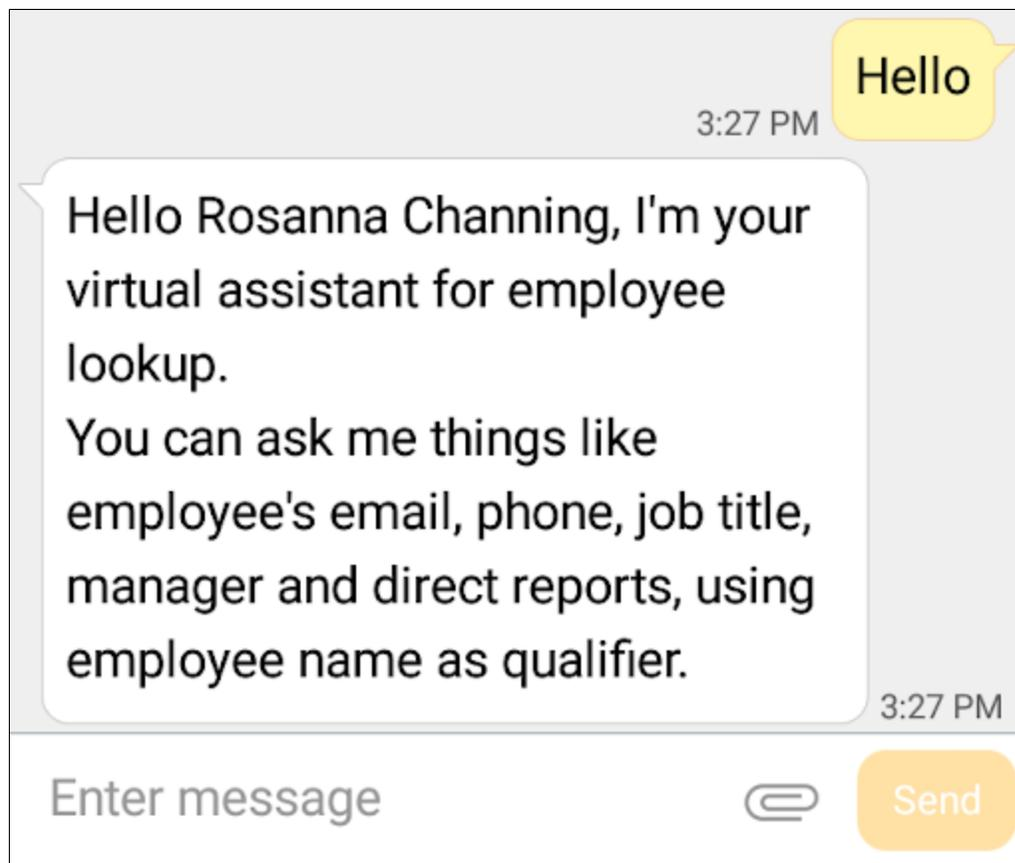 Hello
3:27 PM
Hello Rosanna Channing, I'm your
virtual assistant for employee
lookup.
You can ask me things like
employee's email, phone, job title,
manager and direct reports, using
employee name as qualifier.
3:27 PM
Enter message
Send